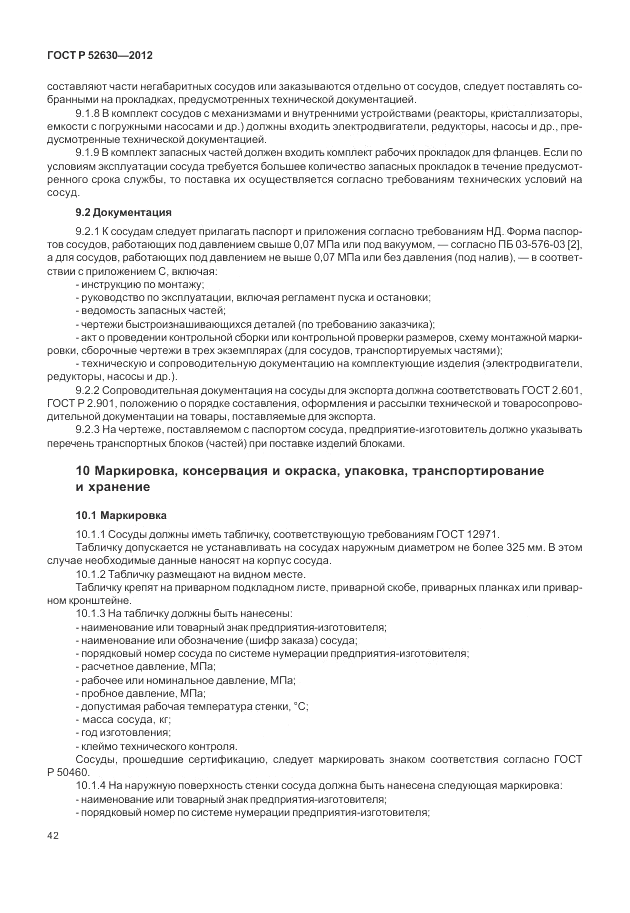 ГОСТ Р 52630—2012
составляют части негабаритных сосудов или заказываются отдельно от сосудов, следует поставлять со-
бранными на прокладках, предусмотренных технической документацией.
9.1.8 В комплект сосудов с механизмами и внутренними устройствами (реакторы, кристаллизаторы,
емкости с погружными насосами и др.) должны входить электродвигатели, редукторы, насосы и др., пре-
дусмотренные технической документацией.
9.1.9 В комплект запасных частей должен входить комплект рабочих прокладок для фланцев. Если по
условиям эксплуатации сосуда требуется большее количество запасных прокладок в течение предусмот-
ренного срока службы, то поставка их осуществляется согласно требованиям технических условий на
сосуд.
9.2 Документация
9.2.1 К сосудам следует прилагать паспорт и приложения согласно требованиям НД. Форма паспор-
тов сосудов, работающих под давлением свыше 0,07 МПа или под вакуумом, — согласно ПБ 03-576-03 [2],
а для сосудов, работающих под давлением не выше 0,07 МПа или без давления (под налив), — в соответ-
ствии с приложением С, включая:
- инструкцию по монтажу;
- руководство по эксплуатации, включая регламент пуска и остановки;
- ведомость запасных частей;
- чертежи быстроизнашивающихся деталей (по требованию заказчика);
- акт о проведении контрольной сборки или контрольной проверки размеров, схему монтажной марки-
ровки, сборочные чертежи в трех экземплярах (для сосудов, транспортируемых частями);
- техническую и сопроводительную документацию на комплектующие изделия (электродвигатели,
редукторы, насосы и др.).
9.2.2 Сопроводительная документация на сосуды для экспорта должна соответствовать ГОСТ 2.601,
ГОСТ Р 2.901, положению о порядке составления, оформления и рассылки технической и товаросопрово-
дительной документации на товары, поставляемые для экспорта.
9.2.3 На чертеже, поставляемом с паспортом сосуда, предприятие-изготовитель должно указывать
перечень транспортных блоков (частей) при поставке изделий блоками.
10 Маркировка, консервация и окраска, упаковка, транспортирование
и хранение
10.1 Маркировка
10.1.1 Сосуды должны иметь табличку, соответствующую требованиям ГОСТ 12971.
Табличку допускается не устанавливать на сосудах наружным диаметром не более 325 мм. В этом
случае необходимые данные наносят на корпус сосуда.
10.1.2 Табличку размещают на видном месте.
Табличку крепят на приварном подкладном листе, приварной скобе, приварных планках или привар-
ном кронштейне.
10.1.3 На табличку должны быть нанесены:
- наименование или товарный знак предприятия-изготовителя;
- наименование или обозначение (шифр заказа) сосуда;
- порядковый номер сосуда по системе нумерации предприятия-изготовителя;
- расчетное давление, МПа;
- рабочее или номинальное давление, МПа;
- пробное давление, МПа;
- допустимая рабочая температура стенки, °С;
- масса сосуда, кг;
- год изготовления;
- клеймо технического контроля.
Сосуды, прошедшие сертификацию, следует маркировать знаком соответствия согласно ГОСТ
Р 50460.
10.1.4 На наружную поверхность стенки сосуда должна быть нанесена следующая маркировка:
- наименование или товарный знак предприятия-изготовителя;
- порядковый номер по системе нумерации предприятия-изготовителя;
42